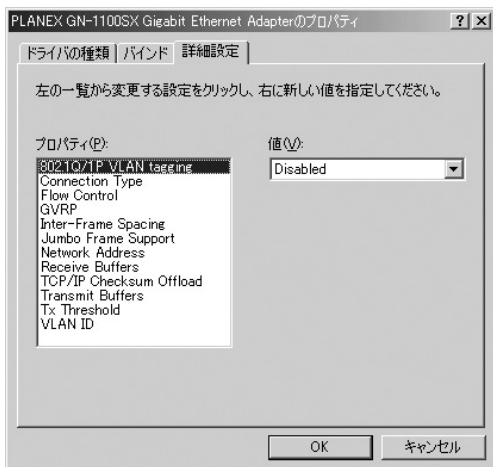 PLANEX GN-1100SX Gigabit Ethernet Adapterのプロパティ
ドライバの種類 バインド 詳細設定
左の一覧から変更する設定をクリックし、右に新しい値を指定してください。
プロパティ(P): 値(V):
802.1Q/1P VLAN tagging Disabled
Connection Type
Flow Control
GVRP
Inter-Frame Spacing
Jumbo Frame Support
Network Address
Receive Buffers
TCP/IP Checksum Offload
Transmit Buffers
Tx Threshold
VLAN ID
OK キャンセル